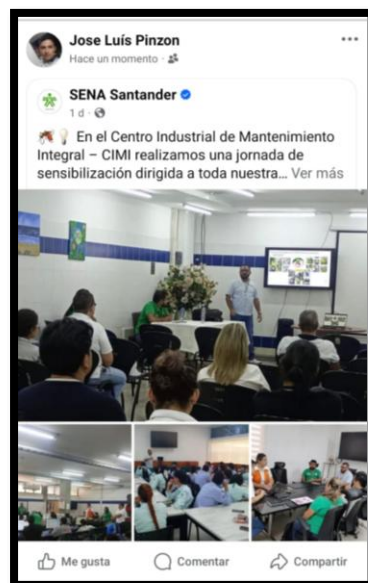 Jose Luís Pinzon
Hace un momento ·
SENA Santander
1 d ·
En el Centro Industrial de Mantenimiento
Integral – CIMI realizamos una jornada de
sensibilización dirigida a toda nuestra... Ver más
Me gusta
Comentar
Compartir